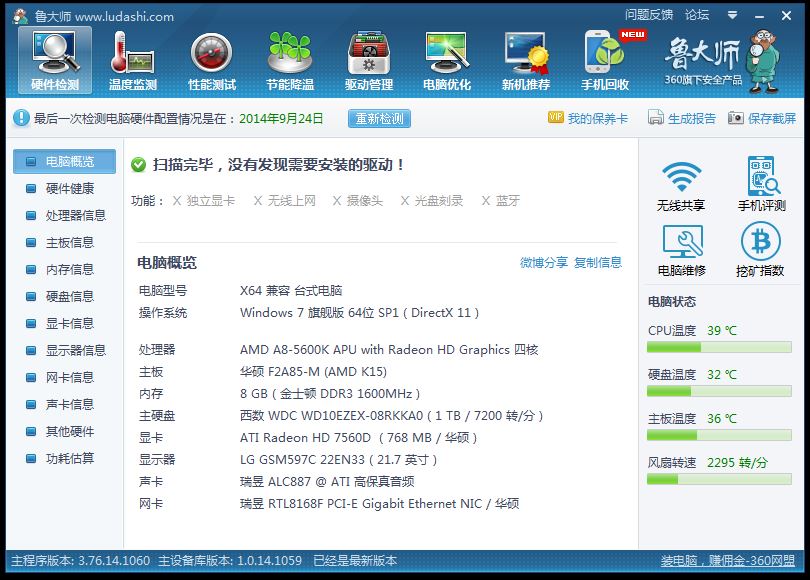 鲁大师 www.ludashi.com 问题反馈 论坛
硬件检测 温度监测 性能测试 节能降温 驱动管理 电脑优化 新机推荐 手机回收 NEW
鲁大师
360旗下安全产品
最后一次检测电脑硬件配置情况是在：2014年9月24日 重新检测 VIP 我的保养卡 生成报告 保存截屏
电脑概览
硬件健康
处理器信息
主板信息
内存信息
硬盘信息
显卡信息
显示器信息
网卡信息
声卡信息
其他硬件
功耗估算
扫描完毕，没有发现需要安装的驱动！
功能： X 独立显卡 X 无线上网 X 摄像头 X 光盘刻录 X 蓝牙
电脑概览 微博分享 复制信息
电脑型号 X64 兼容 台式电脑
操作系统 Windows 7 旗舰版 64位 SP1 ( DirectX 11 )
处理器 AMD A8-5600K APU with Radeon HD Graphics 四核
主板 华硕 F2A85-M (AMD K15)
内存 8 GB ( 金士顿 DDR3 1600MHz )
主硬盘 西数 WDC WD10EZEX-08RKKA0 ( 1 TB / 7200 转/分 )
显卡 ATI Radeon HD 7560D ( 768 MB / 华硕 )
显示器 LG GSM597C 22EN33 ( 21.7 英寸 )
声卡 瑞昱 ALC887 @ ATI 高保真音频
网卡 瑞昱 RTL8168F PCI-E Gigabit Ethernet NIC / 华硕
无线共享 手机评测
电脑维修 挖矿指数
电脑状态
CPU温度 39 ℃
硬盘温度 32 ℃
主板温度 36 ℃
风扇转速 2295 转/分
主程序版本: 3.76.14.1060 主设备库版本: 1.0.14.1059 已经是最新版本 装电脑，赚佣金-360网盟